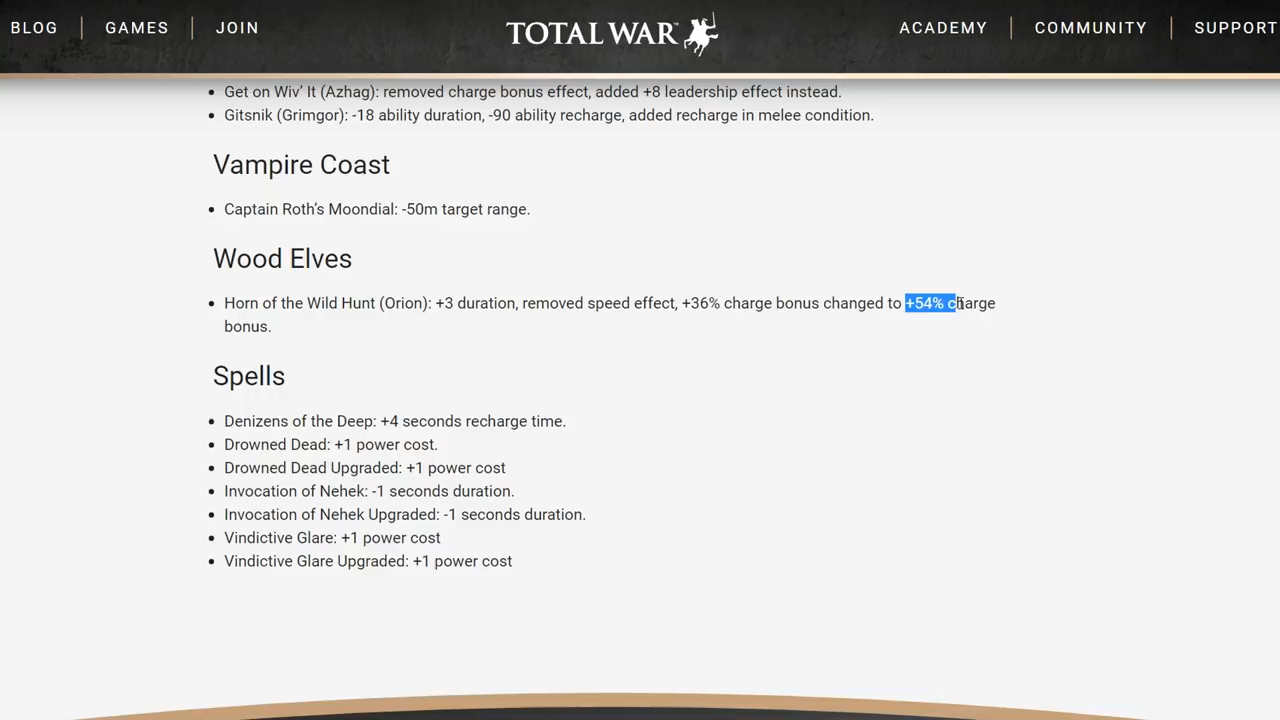 BLOG GAMES JOIN TOTAL WAR™ ACADEMY COMMUNITY SUPPORT
Get on Wiv’ It (Azhag): removed charge bonus effect, added +8 leadership effect instead.
Gitsnik (Grimgor): -18 ability duration, -90 ability recharge, added recharge in melee condition.
Vampire Coast
Captain Roth’s Moondial: -50m target range.
Wood Elves
Horn of the Wild Hunt (Orion): +3 duration, removed speed effect, +36% charge bonus changed to +54% charge
bonus.
Spells
Denizens of the Deep: +4 seconds recharge time.
Drowned Dead: +1 power cost.
Drowned Dead Upgraded: +1 power cost
Invocation of Nehek: -1 seconds duration.
Invocation of Nehek Upgraded: -1 seconds duration.
Vindictive Glare: +1 power cost
Vindictive Glare Upgraded: +1 power cost